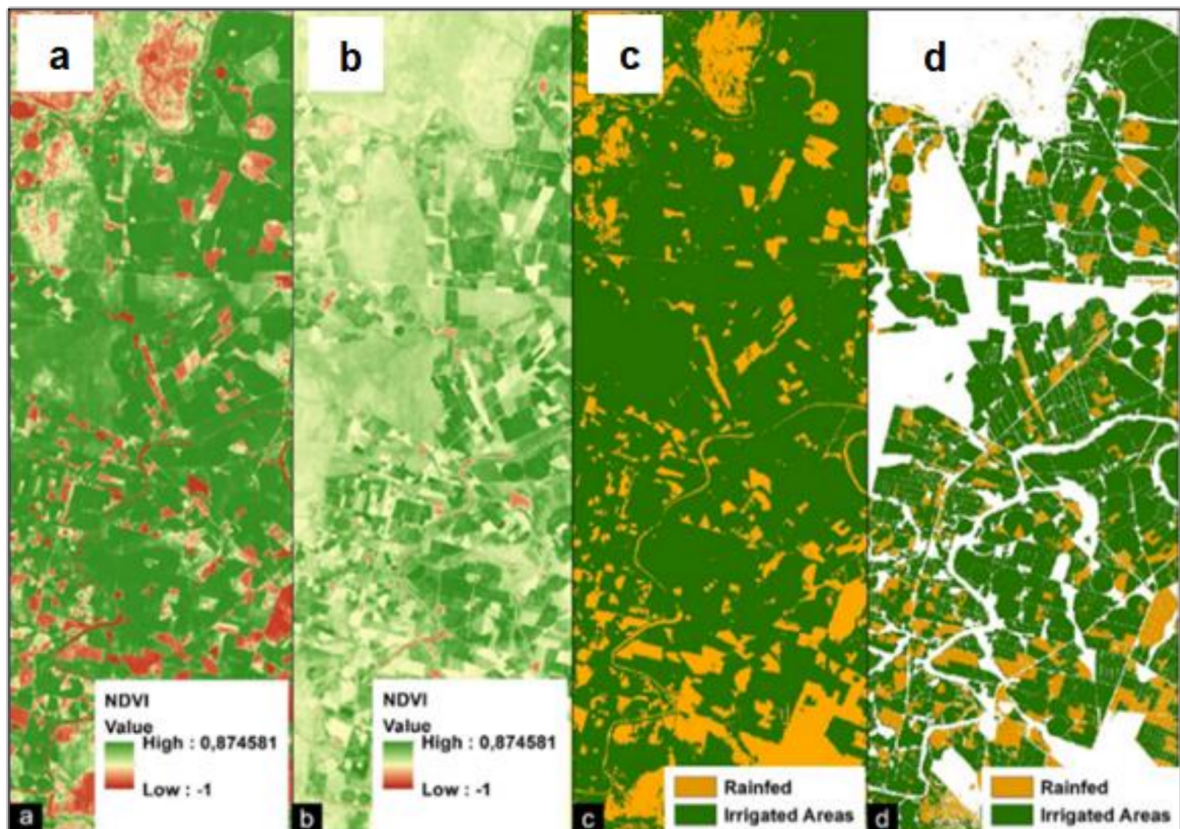 a
b
c
d
NDVI
Value
High : 0,874581
Low : -1
NDVI
Value
High : 0,874581
Low : -1
Rainfed
Irrigated Areas
Rainfed
Irrigated Areas
a
b
c
d